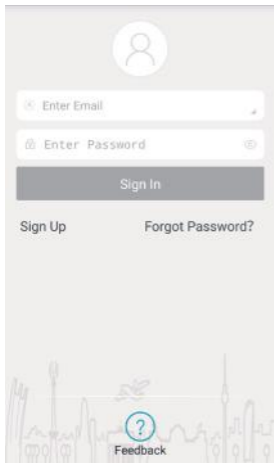 Enter Email
Enter Password
Sign In
Sign Up Forgot Password?
?
Feedback